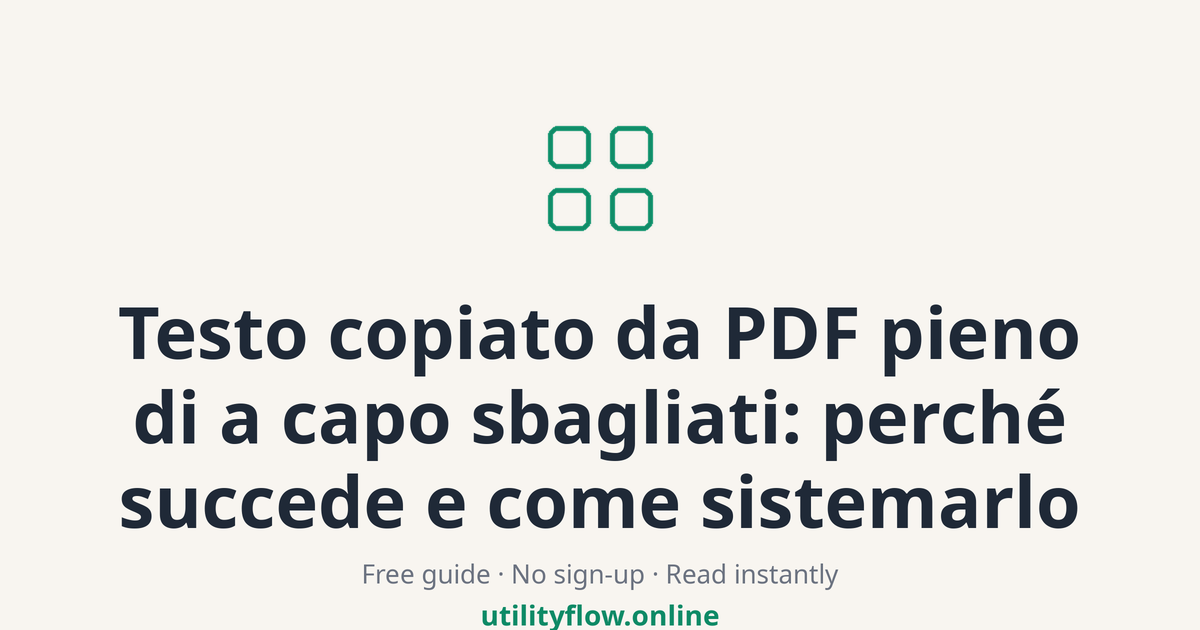 Testo copiato da PDF pieno
di a capo sbagliati: perché
succede e come sistemarlo
Free guide · No sign-up · Read instantly
utilityflow.online